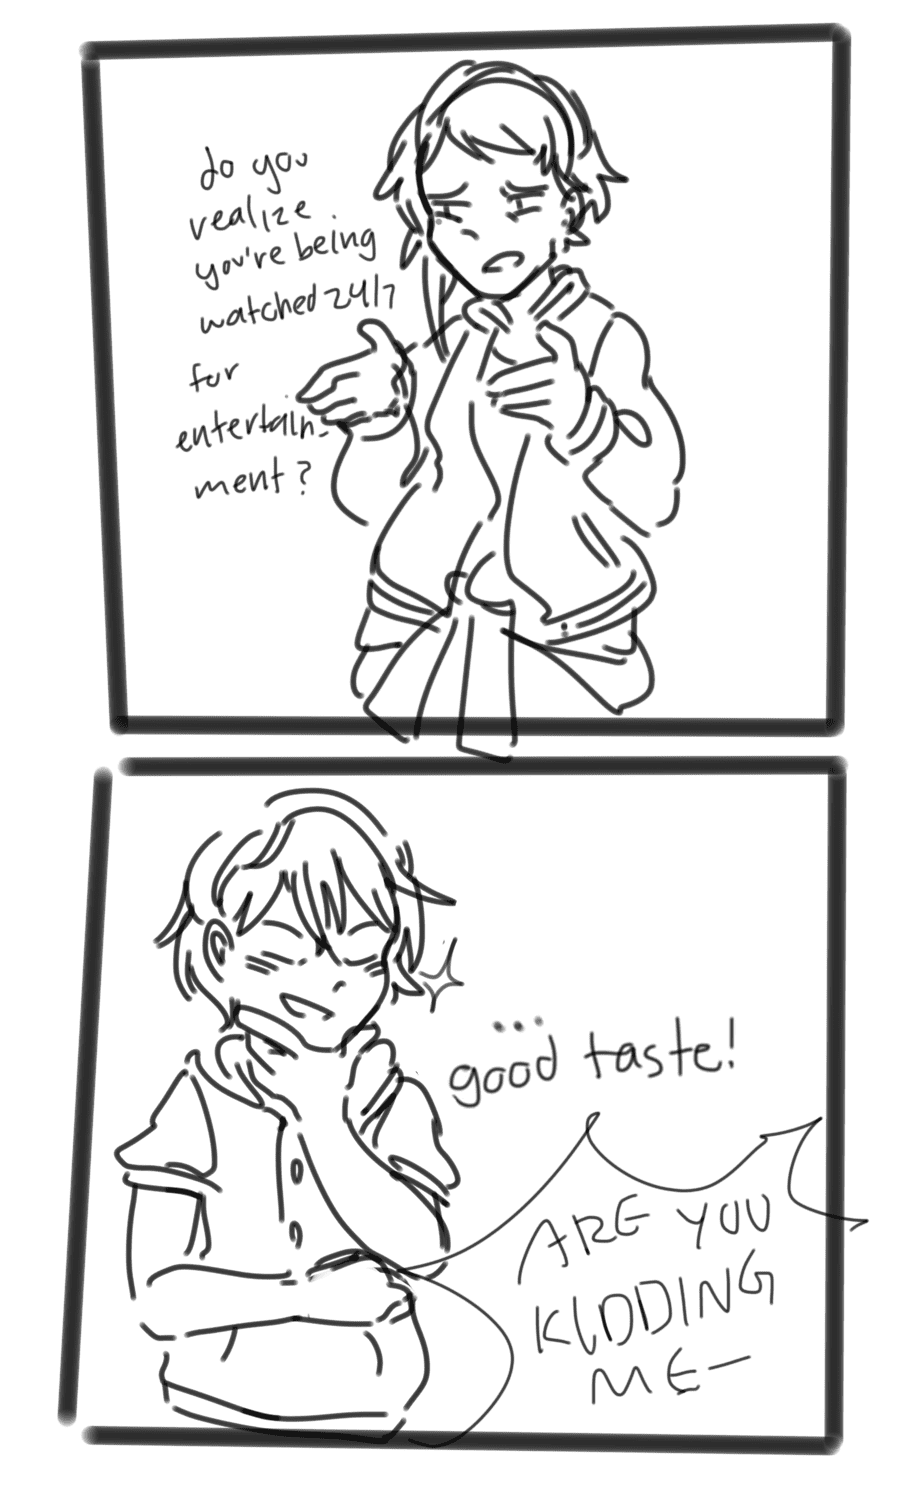 do you
realize
you're being
watched 24/7
for
entertain-
ment?
...
good taste!
ARE YOU
KIDDING
ME—